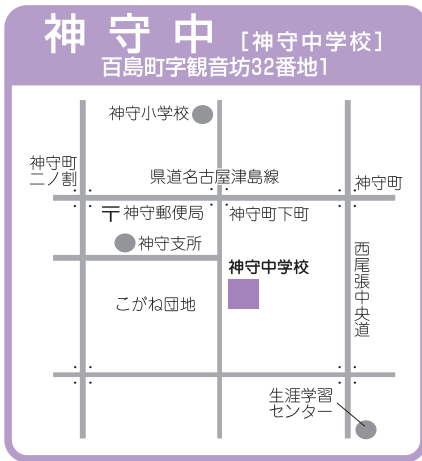 神守中[神守中学校]
百島町字観音坊32番地1
神守小学校
神守町
二ノ割
県道名古屋津島線
神守町
〒神守郵便局
神守町下町
神守支所
神守中学校
西尾張中央道
こがね団地
生涯学習
センター